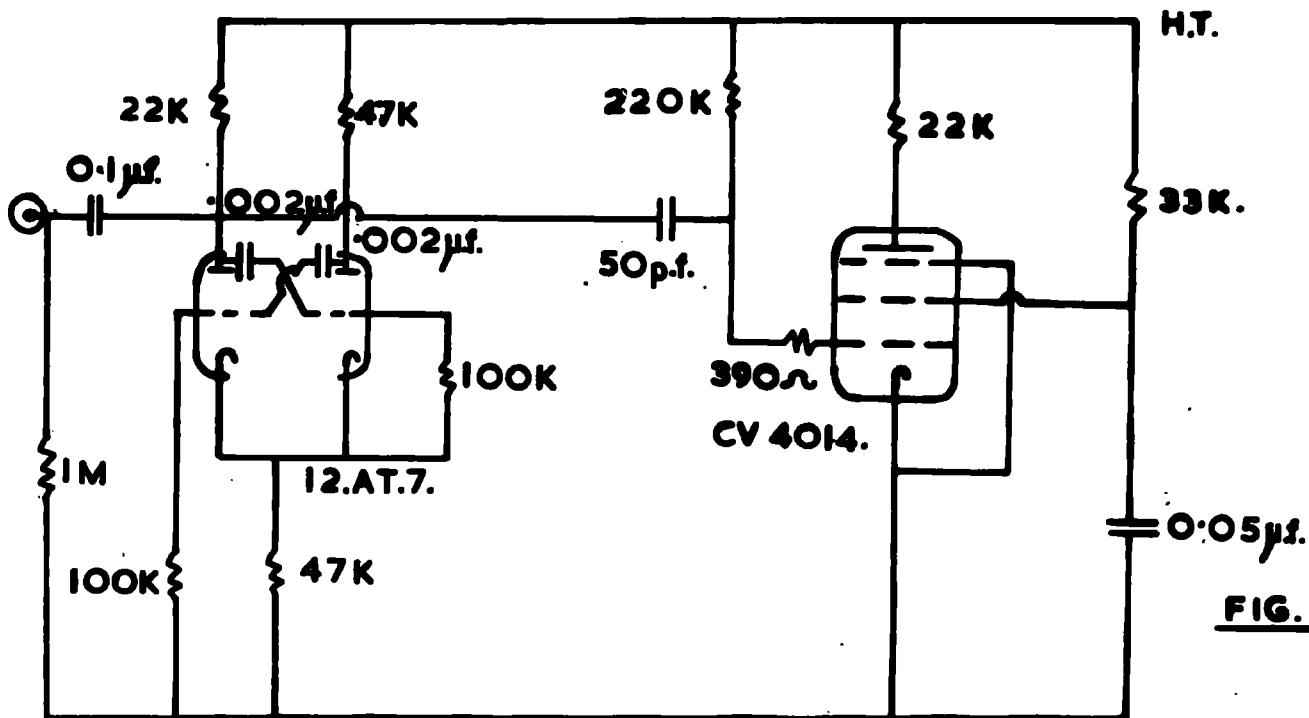 H.T.
22K
47K
220K
22K
0.1µf.
.002µf
33K.
.002µf.
50p.f.
390Ω
100K
CV 4014.
1M
12.AT.7.
0.05µf.
100K
47K
FIG.